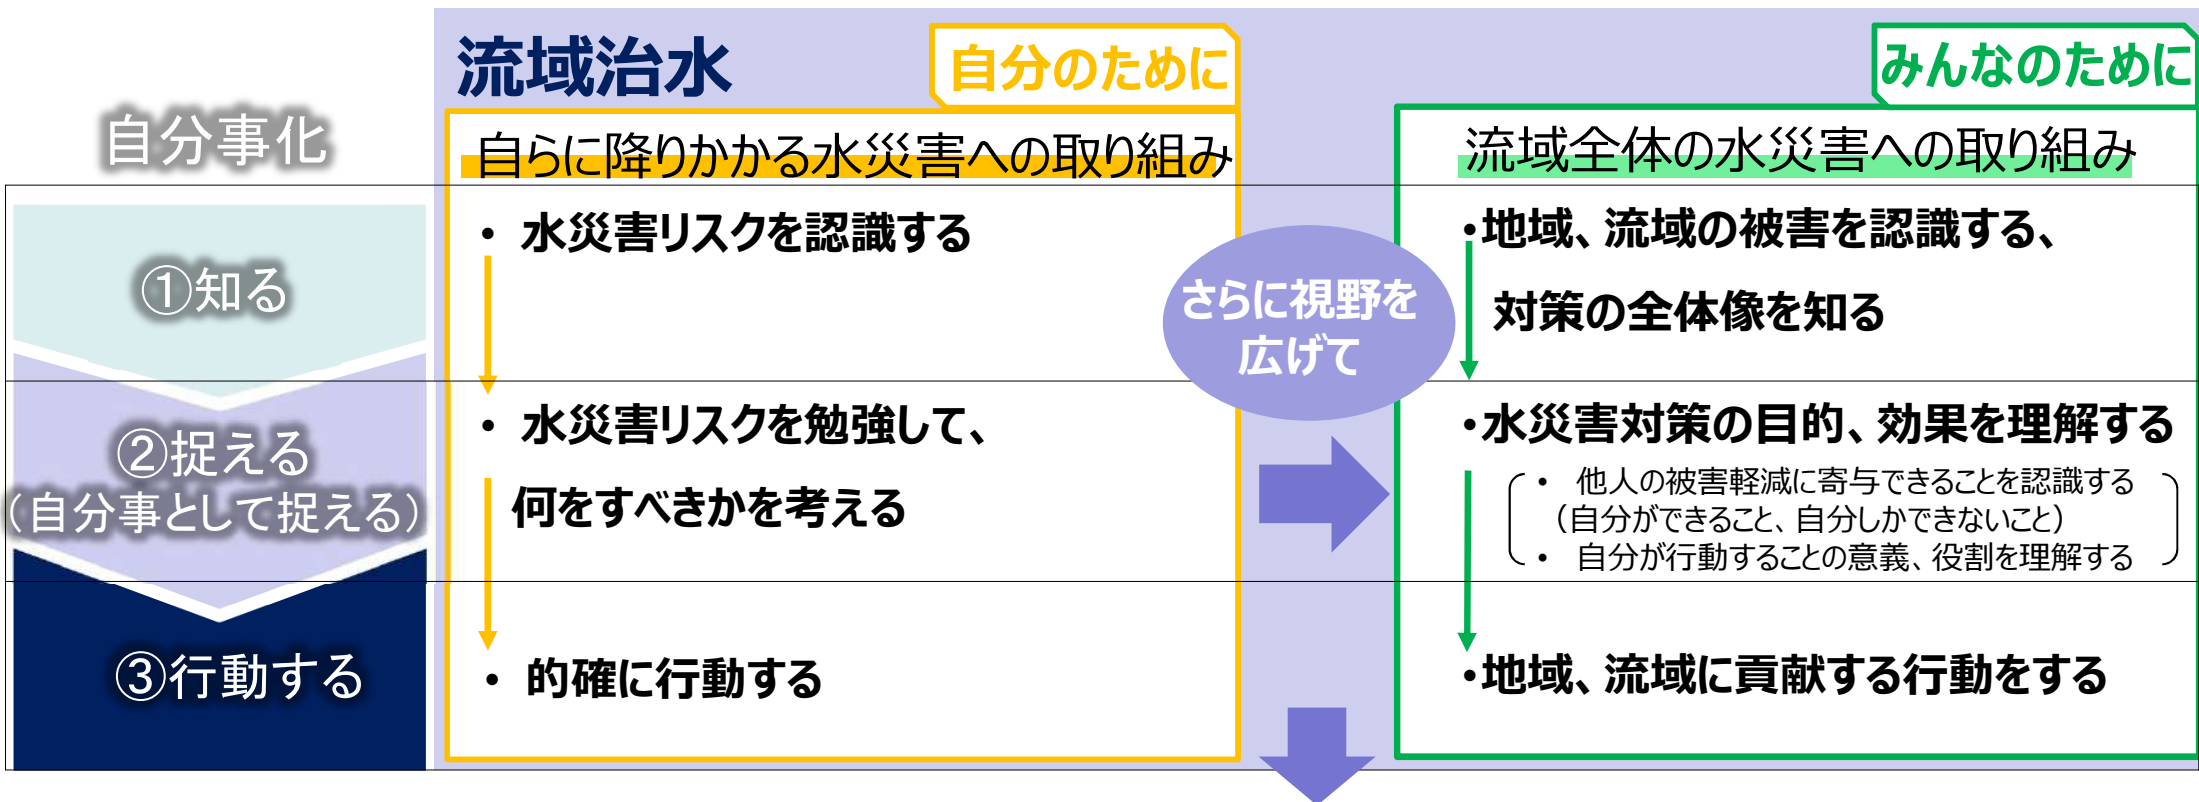 流域治水
自分のために
みんなのために
自分事化
自らに降りかかる水災害への取り組み
流域全体の水災害への取り組み
①知る
・ 水災害リスクを認識する
さらに視野を
広げて
・地域、流域の被害を認識する、
対策の全体像を知る
②捉える
（自分事として捉える）
・ 水災害リスクを勉強して、
何をすべきかを考える
・水災害対策の目的、効果を理解する
・ 他人の被害軽減に寄与できることを認識する
（自分ができること、自分しかできないこと）
・ 自分が行動することの意義、役割を理解する
③行動する
・ 的確に行動する
・地域、流域に貢献する行動をする